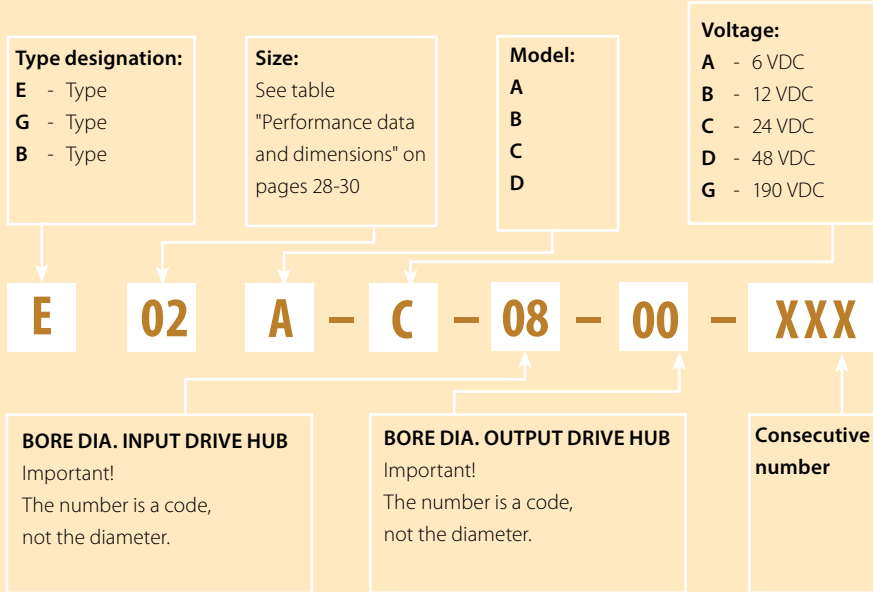 Type designation:
E - Type
G - Type
B - Type
Size:
See table
"Performance data
and dimensions" on
pages 28-30
Model:
A
B
C
D
Voltage:
A - 6 VDC
B - 12 VDC
C - 24 VDC
D - 48 VDC
G - 190 VDC
E 02 A – C – 08 – 00 – XXX
BORE DIA. INPUT DRIVE HUB
Important!
The number is a code,
not the diameter.
BORE DIA. OUTPUT DRIVE HUB
Important!
The number is a code,
not the diameter.
Consecutive
number